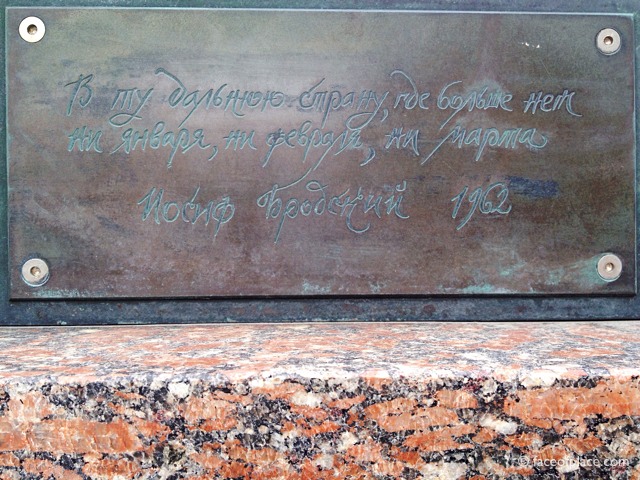 В ту дальнюю страну, где больше нет
ни января, ни февраля, ни марта
Иосиф Бродский 1962
© faceofplace.com